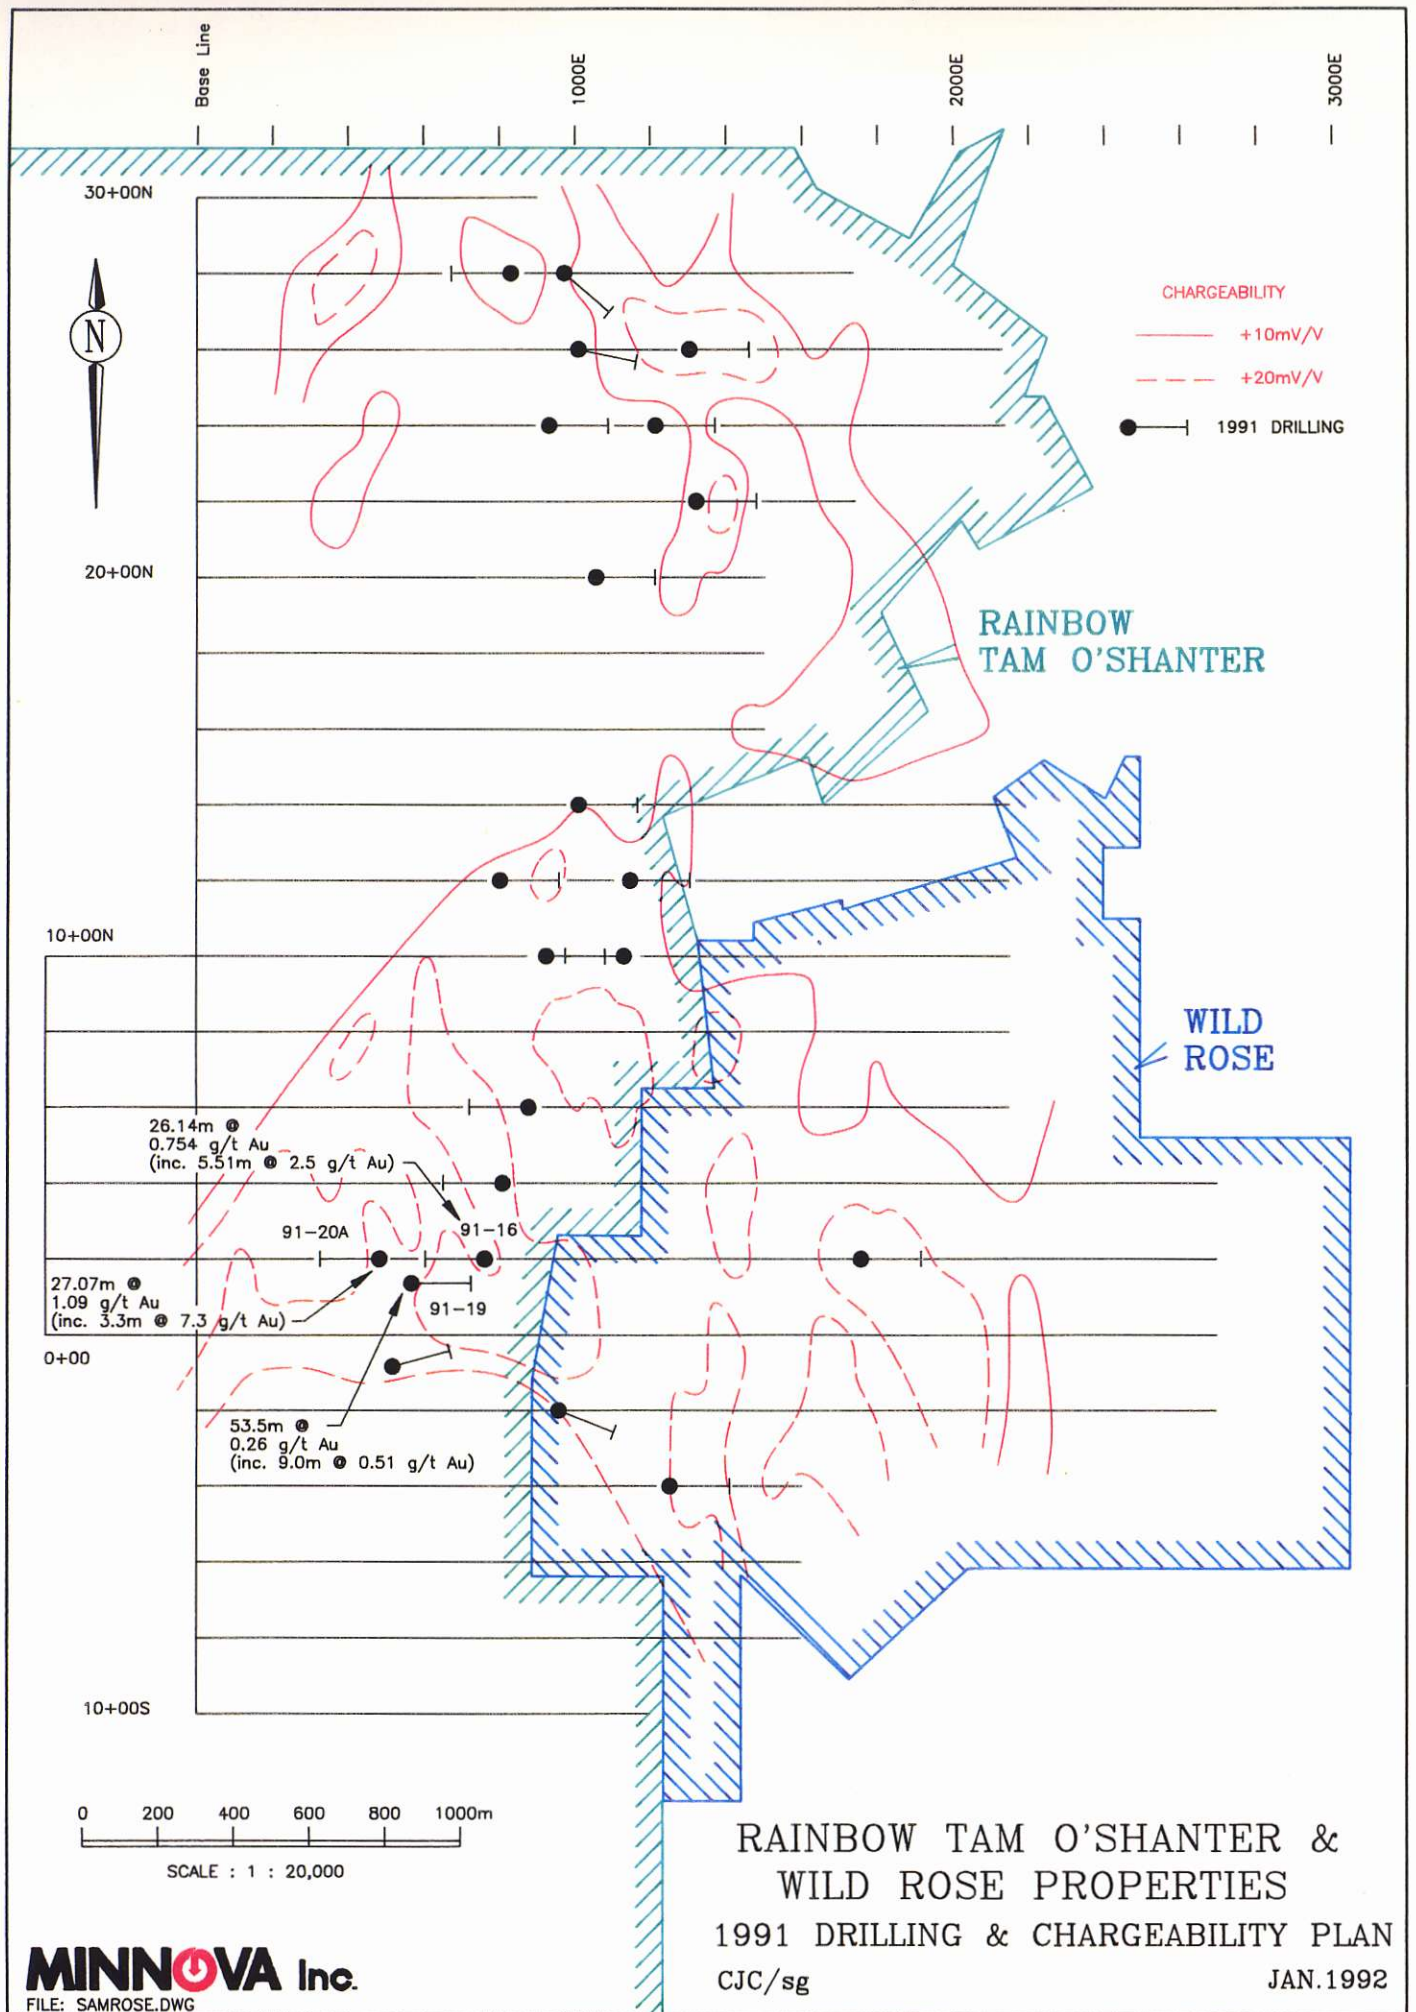 Base Line
1000E
2000E
3000E
30+00N
N
CHARGEABILITY
+10mV/V
+20mV/V
1991 DRILLING
20+00N
RAINBOW
TAM O'SHANTER
10+00N
WILD
ROSE
26.14m @
0.754 g/t Au
(inc. 5.51m @ 2.5 g/t Au)
91-20A
91-16
27.07m @
1.09 g/t Au
(inc. 3.3m @ 7.3 g/t Au)
91-19
0+00
53.5m @
0.26 g/t Au
(inc. 9.0m @ 0.51 g/t Au)
10+00S
0 200 400 600 800 1000m
SCALE : 1 : 20,000
RAINBOW TAM O'SHANTER &
WILD ROSE PROPERTIES
1991 DRILLING & CHARGEABILITY PLAN
CJC/sg JAN.1992
MINNOVA Inc.
FILE: SAMROSE.DWG